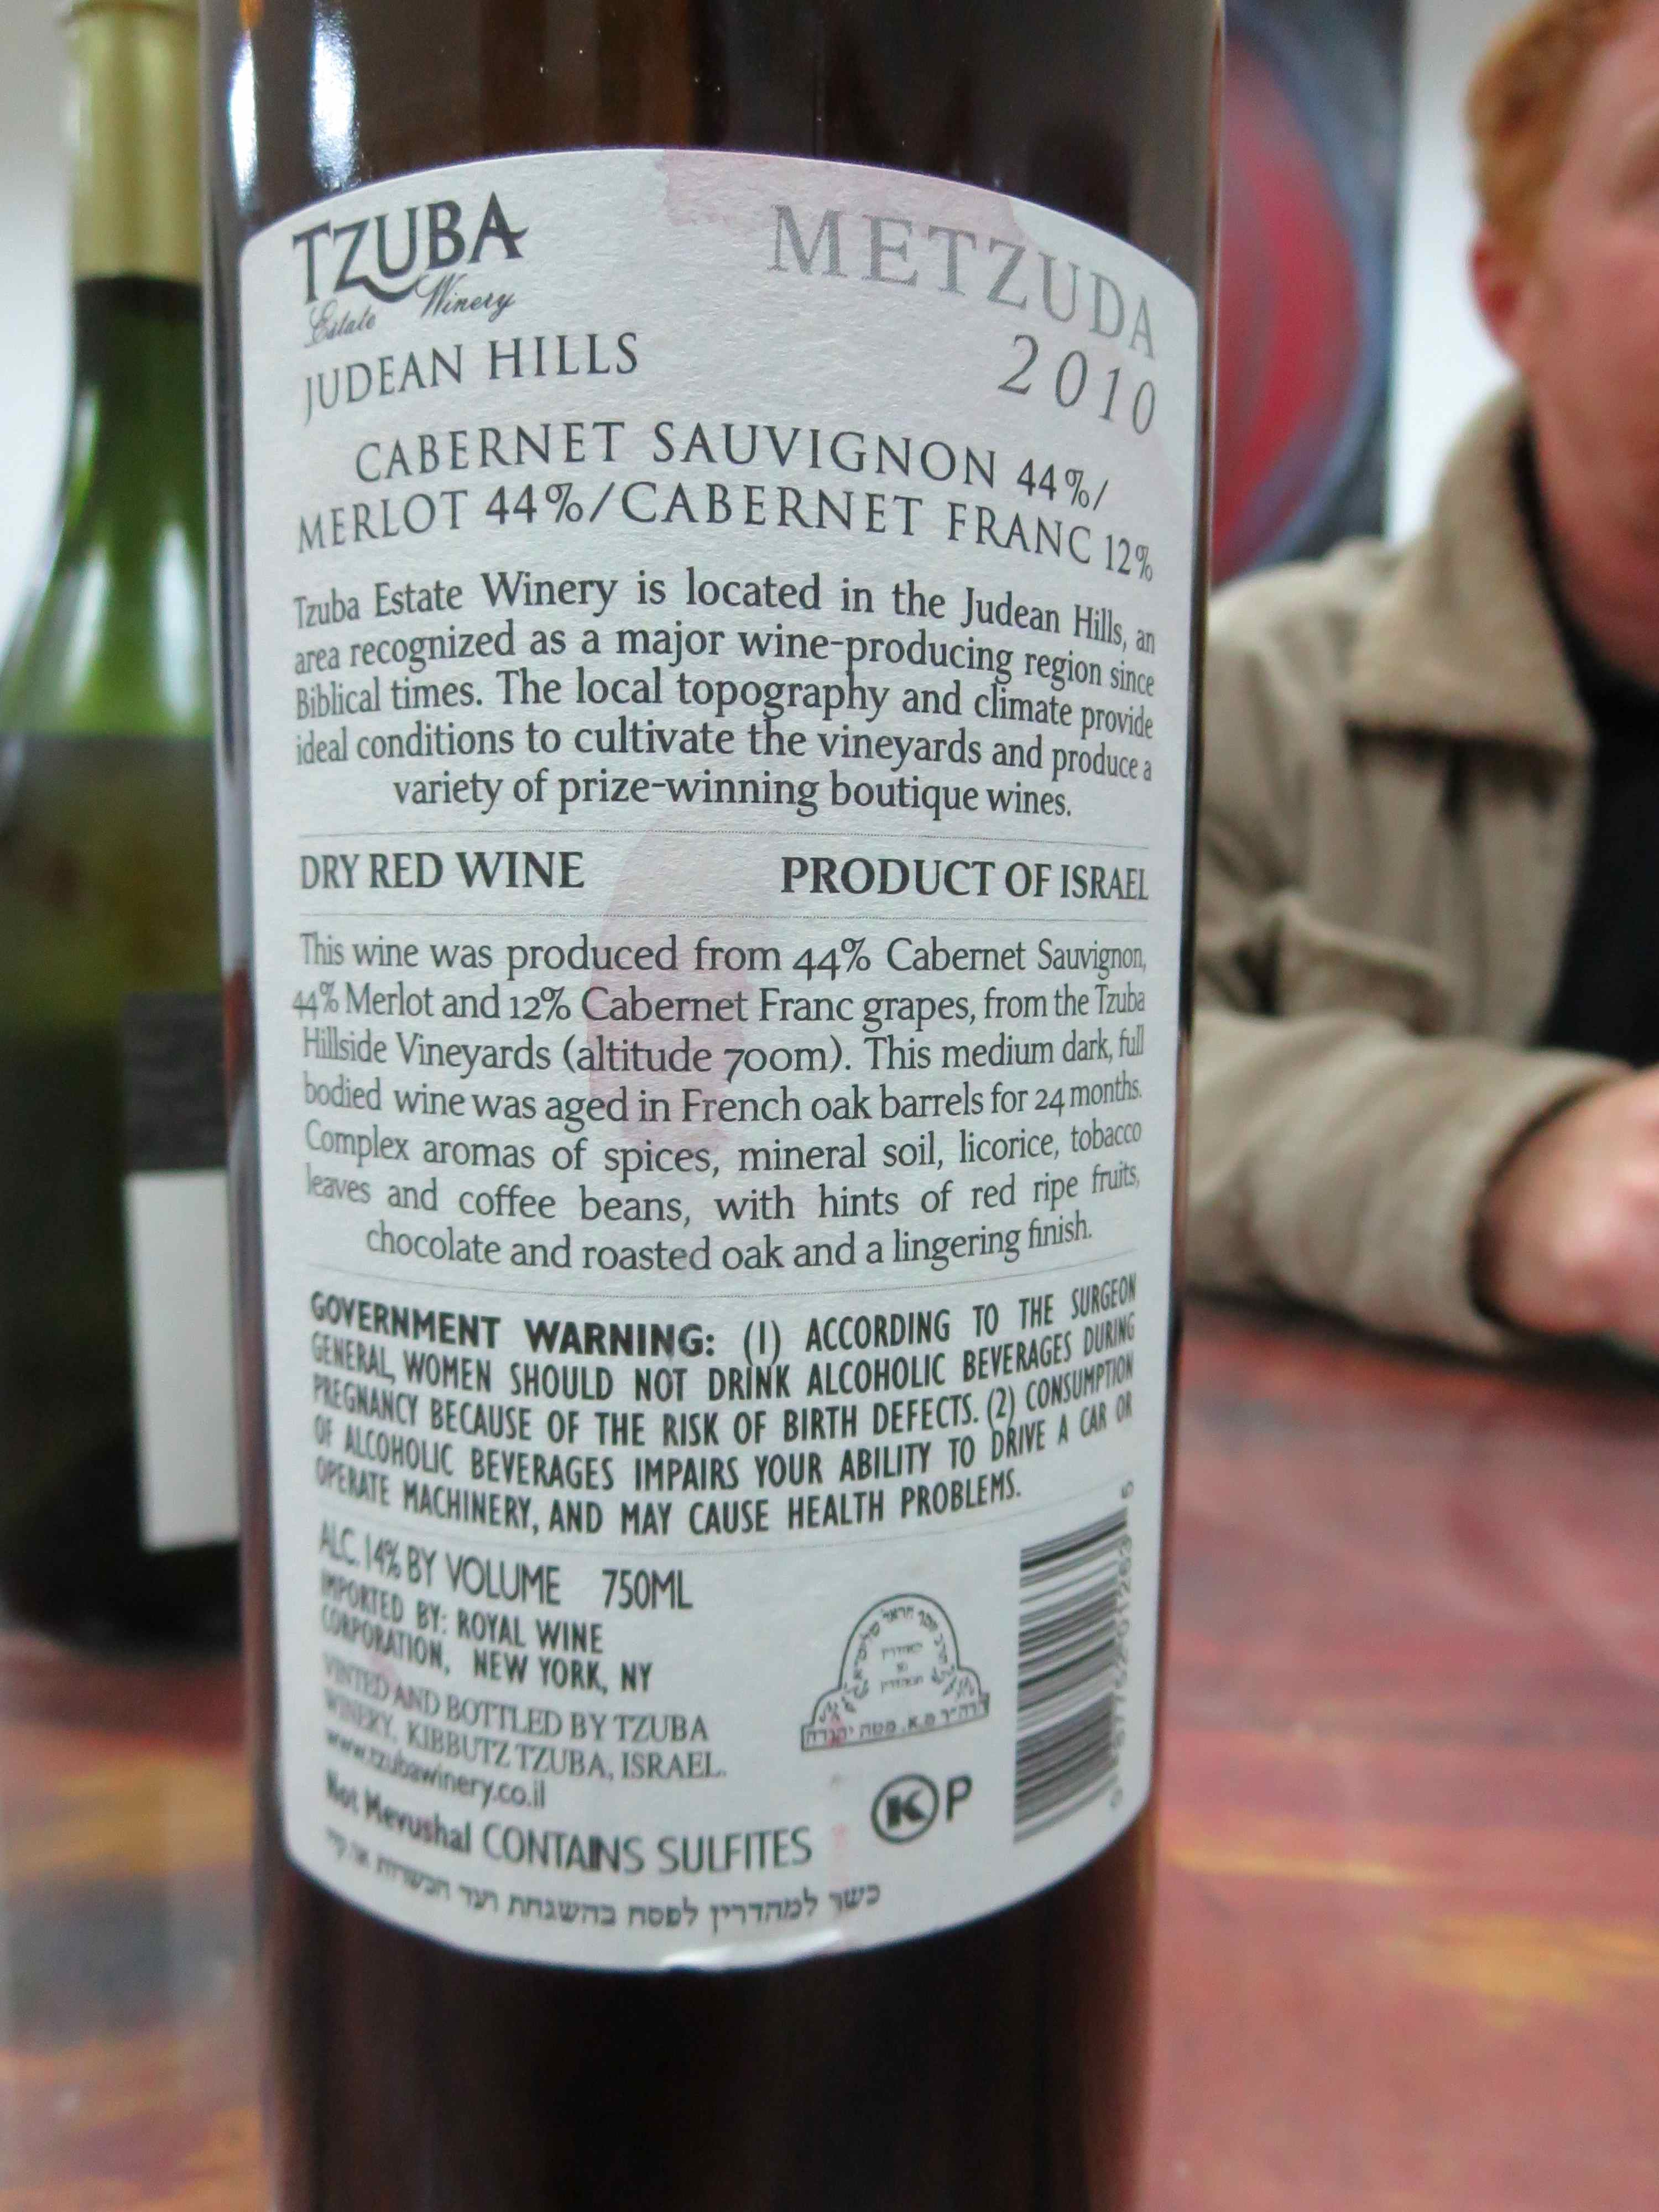 TZUBA
Estate Winery
METZUDA
JUDEAN HILLS
2010
CABERNET SAUVIGNON 44%/
MERLOT 44%/CABERNET FRANC 12%
Tzuba Estate Winery is located in the Judean Hills, an
area recognized as a major wine-producing region since
Biblical times. The local topography and climate provide
ideal conditions to cultivate the vineyards and produce a
variety of prize-winning boutique wines.
DRY RED WINE PRODUCT OF ISRAEL
This wine was produced from 44% Cabernet Sauvignon,
44% Merlot and 12% Cabernet Franc grapes, from the Tzuba
Hillside Vineyards (altitude 700m). This medium dark, full
bodied wine was aged in French oak barrels for 24 months.
Complex aromas of spices, mineral soil, licorice, tobacco
leaves and coffee beans, with hints of red ripe fruits,
chocolate and roasted oak and a lingering finish.
GOVERNMENT WARNING: (1) ACCORDING TO THE SURGEON
GENERAL, WOMEN SHOULD NOT DRINK ALCOHOLIC BEVERAGES DURING
PREGNANCY BECAUSE OF THE RISK OF BIRTH DEFECTS. (2) CONSUMPTION
OF ALCOHOLIC BEVERAGES IMPAIRS YOUR ABILITY TO DRIVE A CAR OR
OPERATE MACHINERY, AND MAY CAUSE HEALTH PROBLEMS.
ALC. 14% BY VOLUME 750ML
IMPORTED BY: ROYAL WINE
CORPORATION, NEW YORK, NY
VINTED AND BOTTLED BY TZUBA
WINERY, KIBBUTZ TZUBA, ISRAEL.
www.tzubawinery.co.il
Not Mevushal CONTAINS SULFITES
K P
כשר למהדרין לפסח בהשגחת ועד הכשרות
מטה יהודה